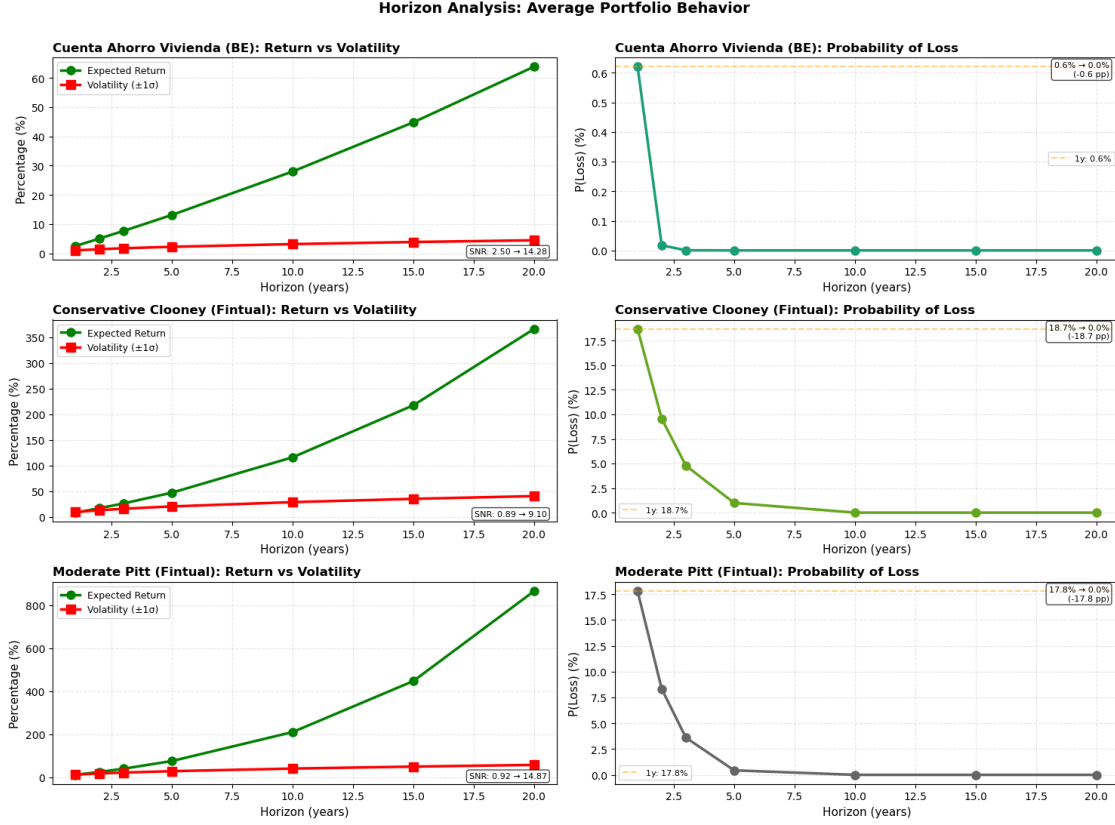 Horizon Analysis: Average Portfolio Behavior
Cuenta Ahorro Vivienda (BE): Return vs Volatility
Percentage (%)
60
50
40
30
20
10
0
Expected Return
Volatility (±1σ)
SNR: 2.50 → 14.28
2.5 5.0 7.5 10.0 12.5 15.0 17.5 20.0
Horizon (years)
Cuenta Ahorro Vivienda (BE): Probability of Loss
P(Loss) (%)
0.6
0.5
0.4
0.3
0.2
0.1
0.0
0.6% → 0.0%
(-0.6 pp)
1y: 0.6%
2.5 5.0 7.5 10.0 12.5 15.0 17.5 20.0
Horizon (years)
Conservative Clooney (Fintual): Return vs Volatility
Percentage (%)
350
300
250
200
150
100
50
0
Expected Return
Volatility (±1σ)
SNR: 0.89 → 9.10
2.5 5.0 7.5 10.0 12.5 15.0 17.5 20.0
Horizon (years)
Conservative Clooney (Fintual): Probability of Loss
P(Loss) (%)
17.5
15.0
12.5
10.0
7.5
5.0
2.5
0.0
18.7% → 0.0%
(-18.7 pp)
1y: 18.7%
2.5 5.0 7.5 10.0 12.5 15.0 17.5 20.0
Horizon (years)
Moderate Pitt (Fintual): Return vs Volatility
Percentage (%)
800
600
400
200
0
Expected Return
Volatility (±1σ)
SNR: 0.92 → 14.87
2.5 5.0 7.5 10.0 12.5 15.0 17.5 20.0
Horizon (years)
Moderate Pitt (Fintual): Probability of Loss
P(Loss) (%)
17.5
15.0
12.5
10.0
7.5
5.0
2.5
0.0
17.8% → 0.0%
(-17.8 pp)
1y: 17.8%
2.5 5.0 7.5 10.0 12.5 15.0 17.5 20.0
Horizon (years)